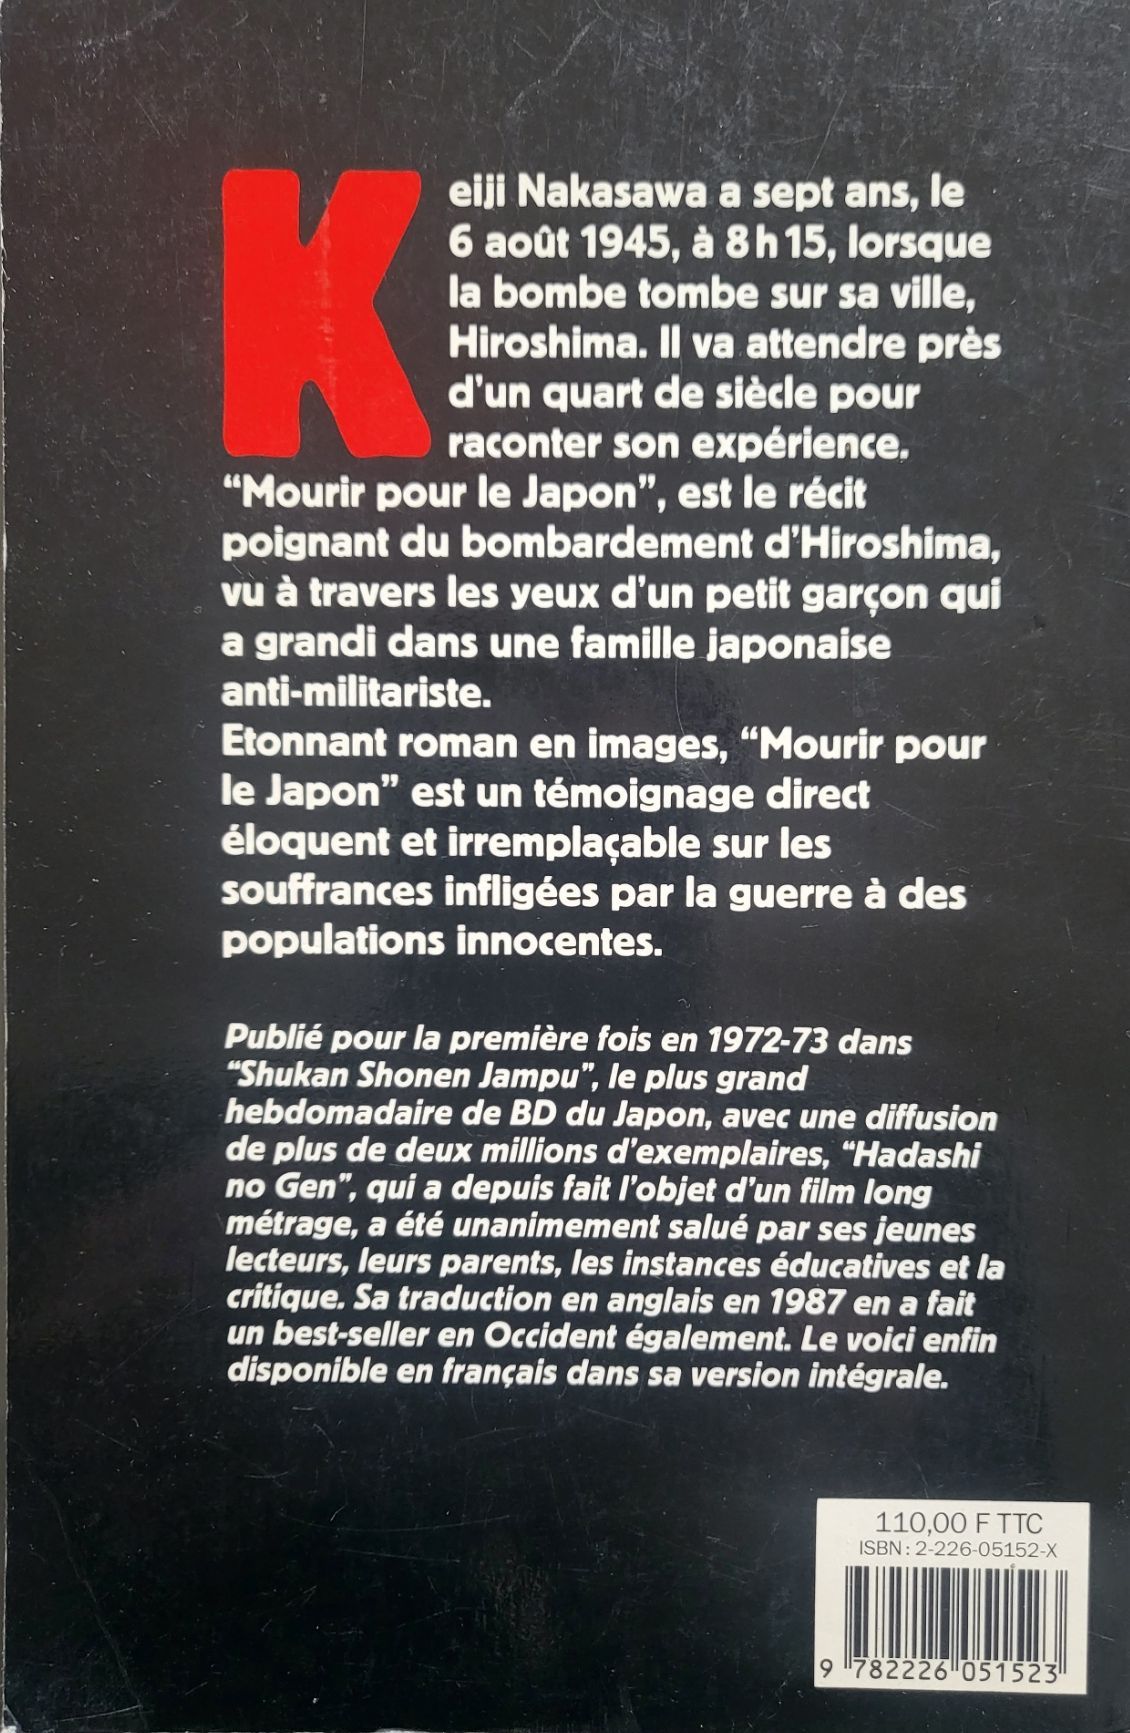 Keiji Nakasawa a sept ans, le
6 août 1945, à 8 h 15, lorsque
la bombe tombe sur sa ville,
Hiroshima. Il va attendre près
d'un quart de siècle pour
raconter son expérience.
“Mourir pour le Japon”, est le récit
poignant du bombardement d'Hiroshima,
vu à travers les yeux d'un petit garçon qui
a grandi dans une famille japonaise
anti-militariste.
Etonnant roman en images, “Mourir pour
le Japon” est un témoignage direct
éloquent et irremplaçable sur les
souffrances infligées par la guerre à des
populations innocentes.
Publié pour la première fois en 1972-73 dans
“Shukan Shonen Jampu”, le plus grand
hebdomadaire de BD du Japon, avec une diffusion
de plus de deux millions d'exemplaires, “Hadashi
no Gen”, qui a depuis fait l'objet d'un film long
métrage, a été unanimement salué par ses jeunes
lecteurs, leurs parents, les instances éducatives et la
critique. Sa traduction en anglais en 1987 en a fait
un best-seller en Occident également. Le voici enfin
disponible en français dans sa version intégrale.
110,00 F TTC
ISBN : 2-226-05152-X
9 782226 051523